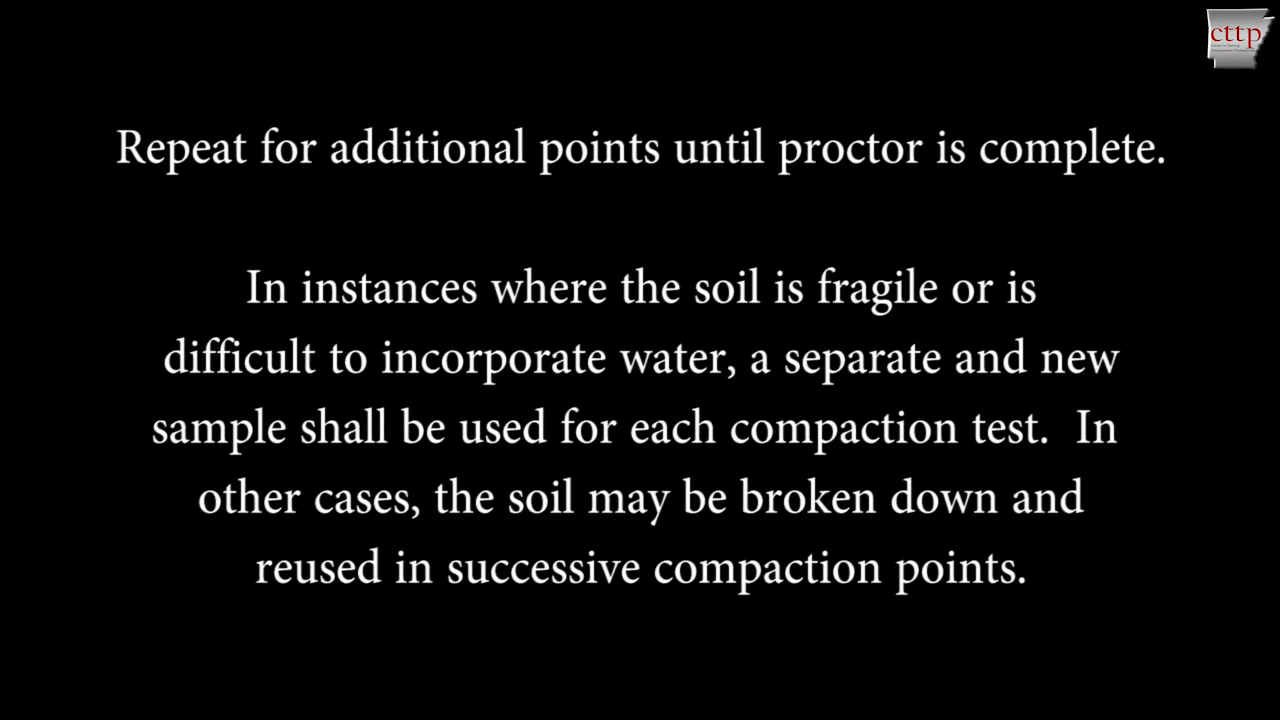 cttp
Repeat for additional points until proctor is complete.
In instances where the soil is fragile or is
difficult to incorporate water, a separate and new
sample shall be used for each compaction test. In
other cases, the soil may be broken down and
reused in successive compaction points.